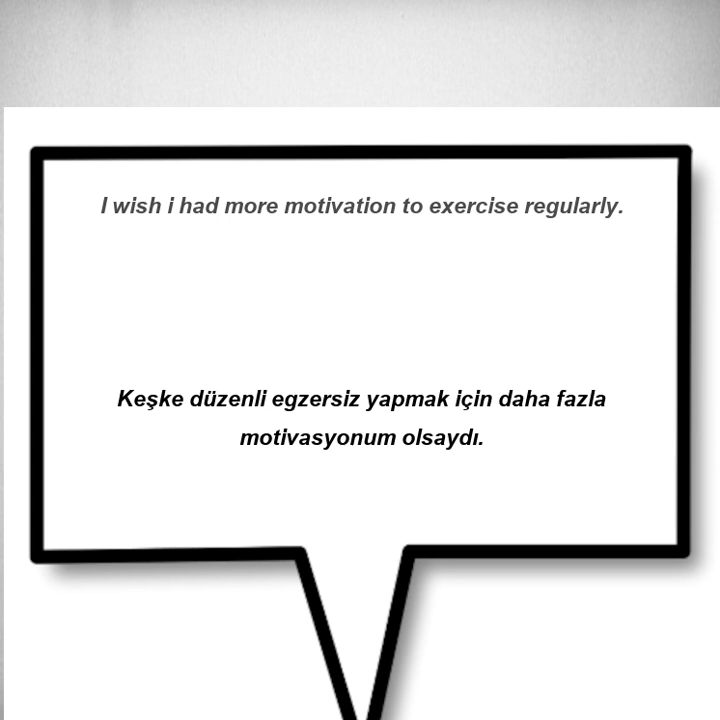 I wish i had more motivation to exercise regularly.
Keşke düzenli egzersiz yapmak için daha fazla
motivasyonum olsaydı.